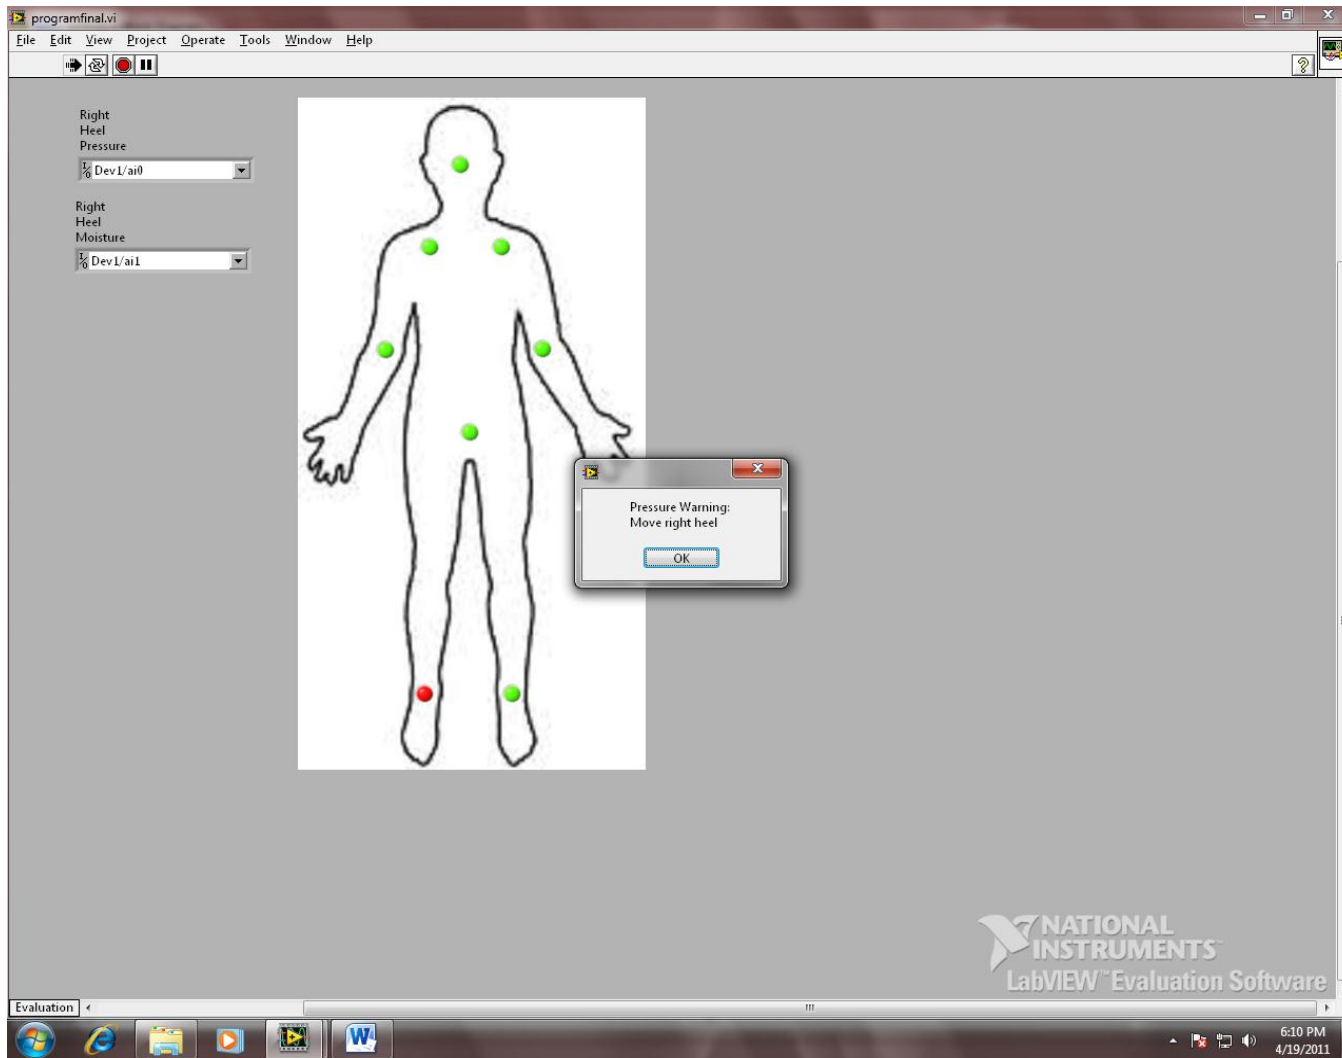 programfinal.vi
File Edit View Project Operate Tools Window Help
Right
Heel
Pressure
Dev1/ai0
Right
Heel
Moisture
Dev1/ai1
Pressure Warning:
Move right heel
OK
NATIONAL
INSTRUMENTS
LabVIEW™ Evaluation Software
Evaluation
6:10 PM
4/19/2011